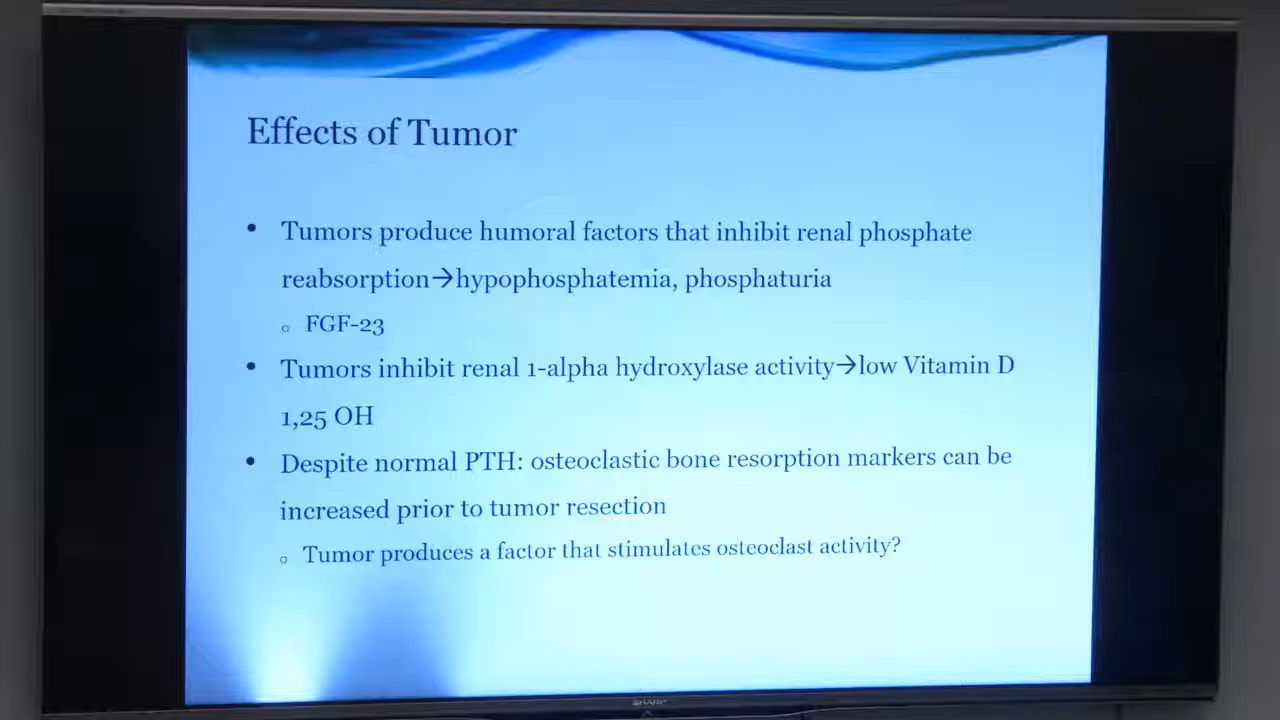 Effects of Tumor
• Tumors produce humoral factors that inhibit renal phosphate
reabsorption→hypophosphatemia, phosphaturia
o FGF-23
• Tumors inhibit renal 1-alpha hydroxylase activity→low Vitamin D
1,25 OH
• Despite normal PTH: osteoclastic bone resorption markers can be
increased prior to tumor resection
o Tumor produces a factor that stimulates osteoclast activity?
SHARP